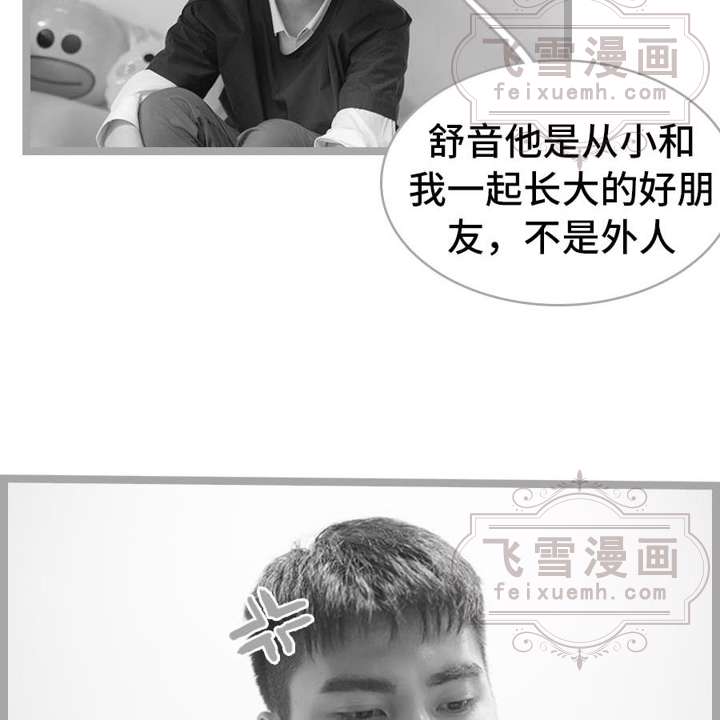 飞雪漫画
feixuemh.com
舒音他是从小和
我一起长大的好朋
友，不是外人
飞雪漫画
feixuemh.com